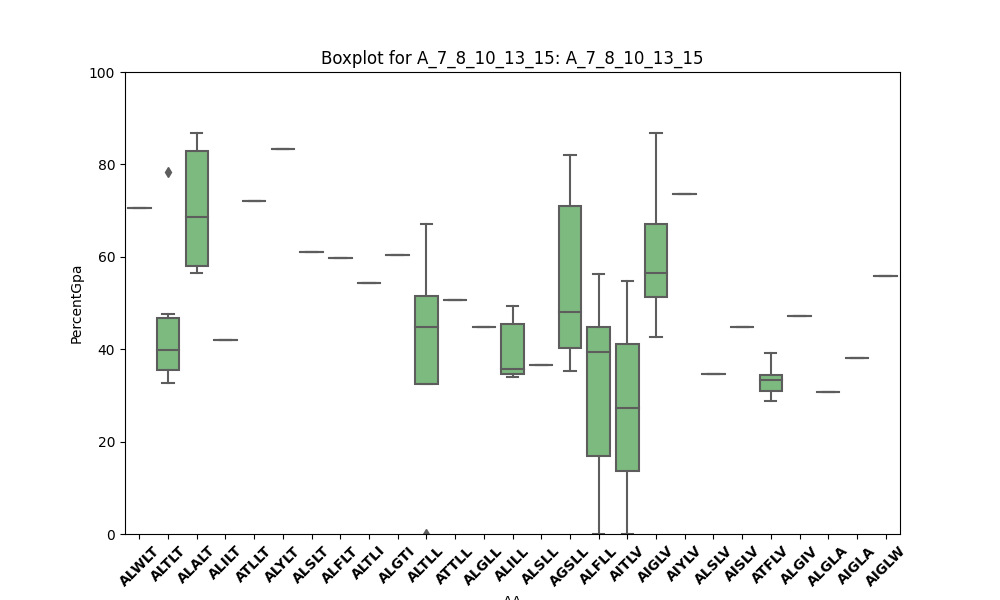 Boxplot for A_7_8_10_13_15: A_7_8_10_13_15
100
80
60
40
20
0
PercentGpa
ALWLT
ALTLT
ALALT
ALILT
ATLLT
ALYLT
ALSLT
ALFLT
ALTLI
ALGTI
ALTLL
ATTLL
ALGLL
ALILL
ALSLL
AGSLL
ALFLL
AITLV
AIGLV
AIYLV
ALSLV
AISLV
ATFLV
ALGIV
ALGLA
AIGLA
AIGLW
AA